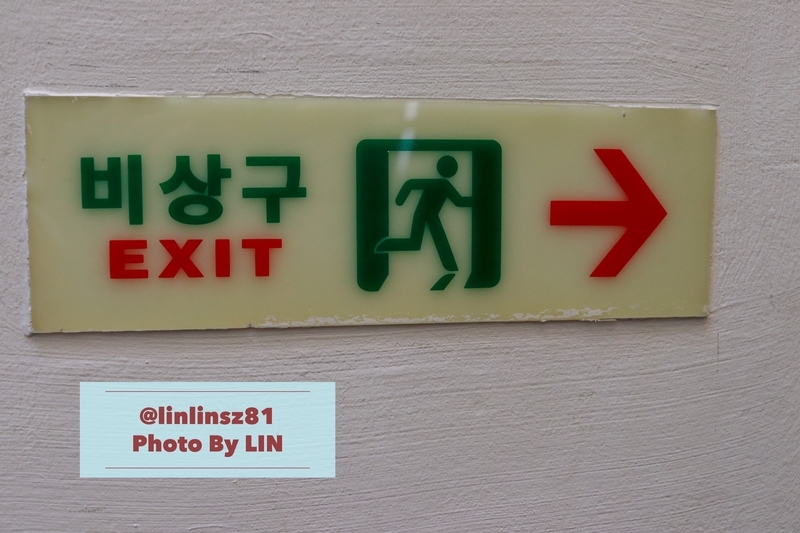 비상구
EXIT
@linlinsz81
Photo By LIN